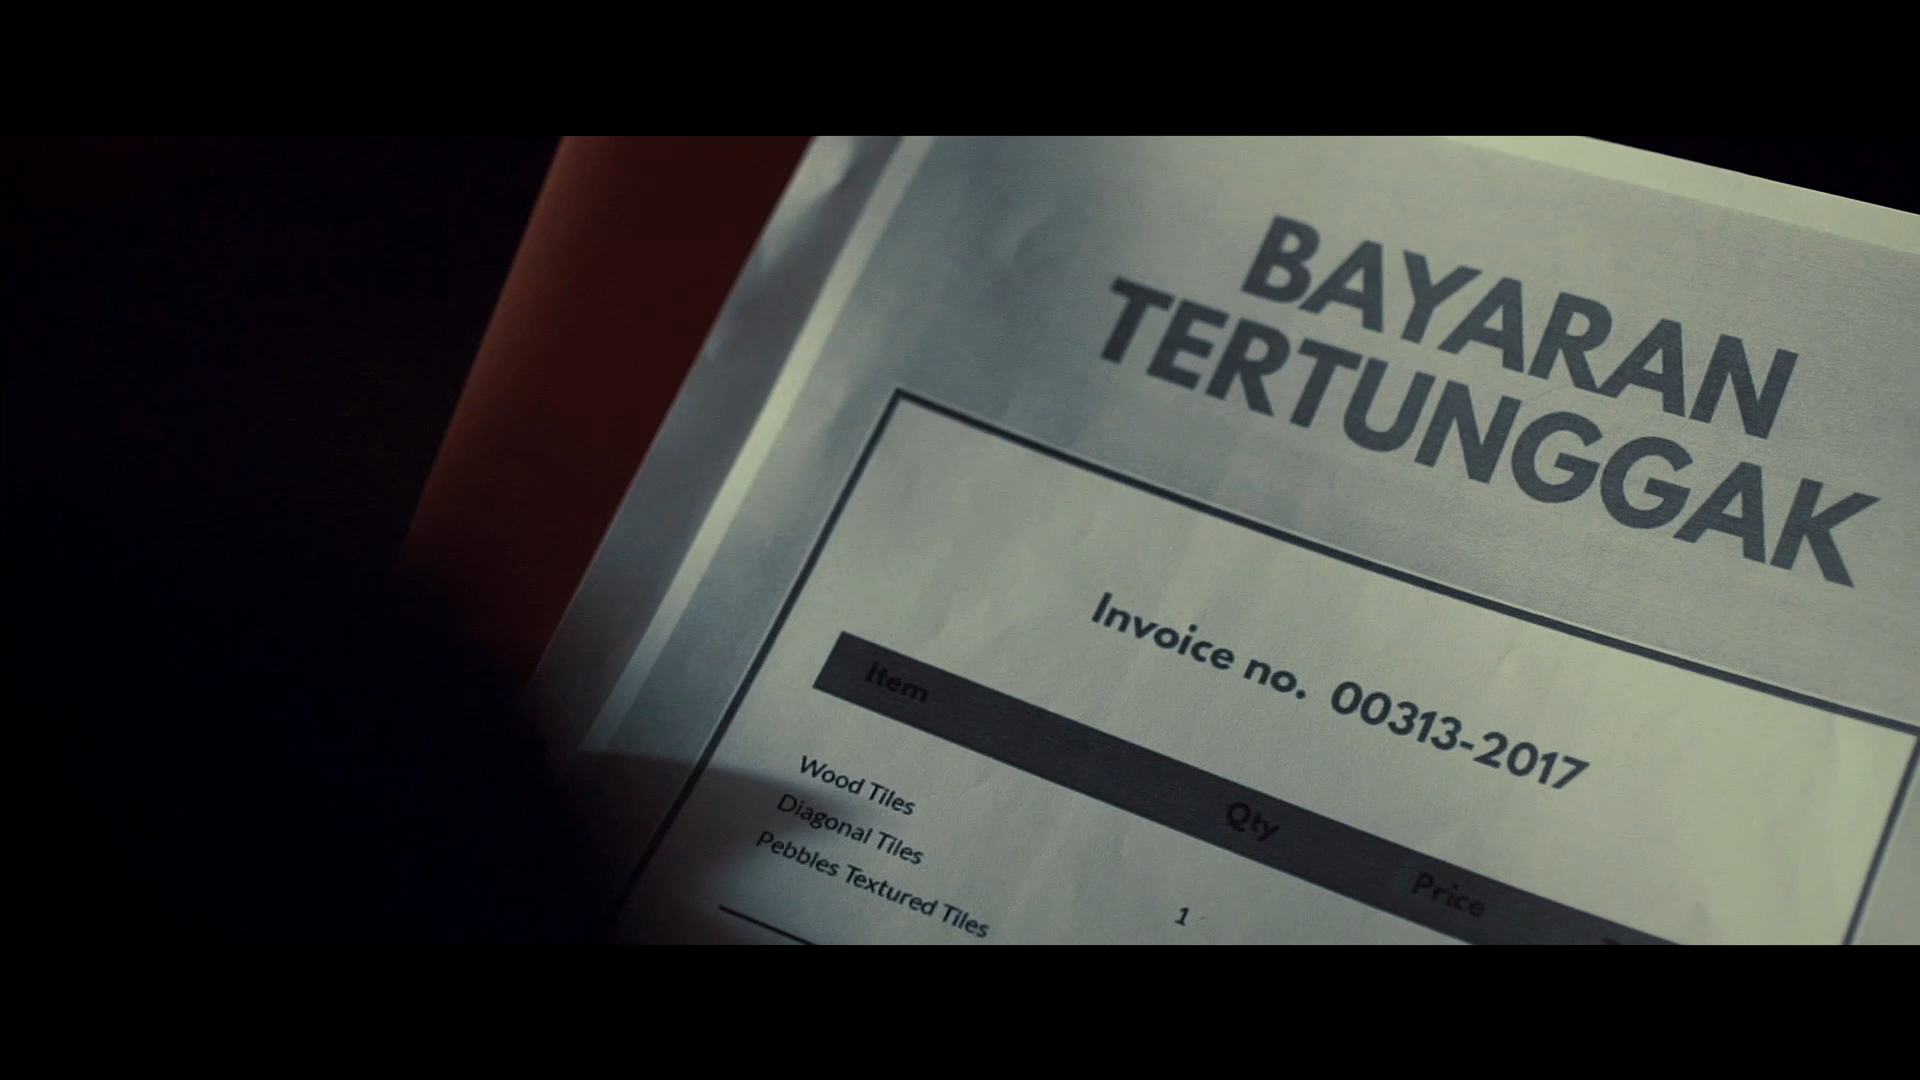 BAYARAN
TERTUNGGAK
Invoice no. 00313-2017
Item Qty Price
Wood Tiles
Diagonal Tiles
Pebbles Textured Tiles 1